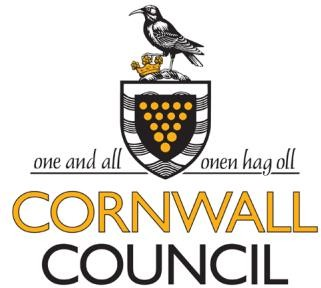 one and all onen hag oll
CORNWALL
COUNCIL